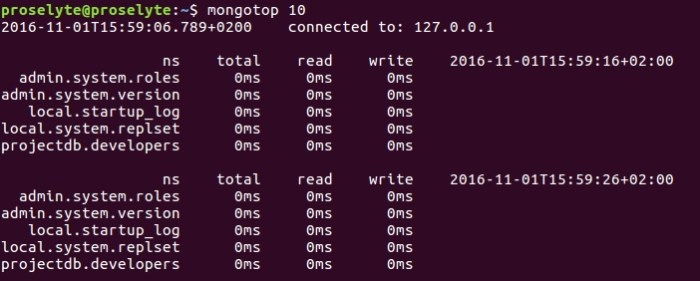 proselyte@proselyte:~$ mongotop 10
2016-11-01T15:59:06.789+0200    connected to: 127.0.0.1

                     ns    total    read    write    2016-11-01T15:59:16+02:00
     admin.system.roles      0ms     0ms      0ms
   admin.system.version      0ms     0ms      0ms
      local.startup_log      0ms     0ms      0ms
   local.system.replset      0ms     0ms      0ms
   projectdb.developers      0ms     0ms      0ms

                     ns    total    read    write    2016-11-01T15:59:26+02:00
     admin.system.roles      0ms     0ms      0ms
   admin.system.version      0ms     0ms      0ms
      local.startup_log      0ms     0ms      0ms
   local.system.replset      0ms     0ms      0ms
   projectdb.developers      0ms     0ms      0ms